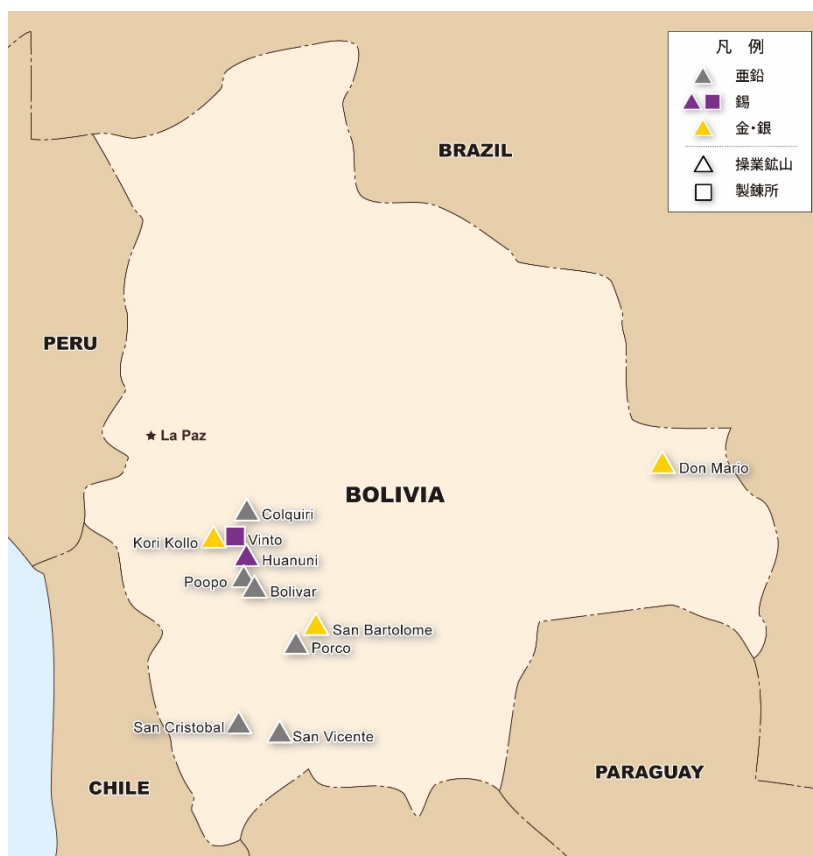 凡 例
亜鉛
錫
金・銀
操業鉱山
製錬所
BRAZIL
PERU
★ La Paz
Don Mario
BOLIVIA
Colquiri
Kori Kollo
Vinto
Huanuni
Poopo
Bolivar
San Bartolome
Porco
San Cristobal
San Vicente
PARAGUAY
CHILE